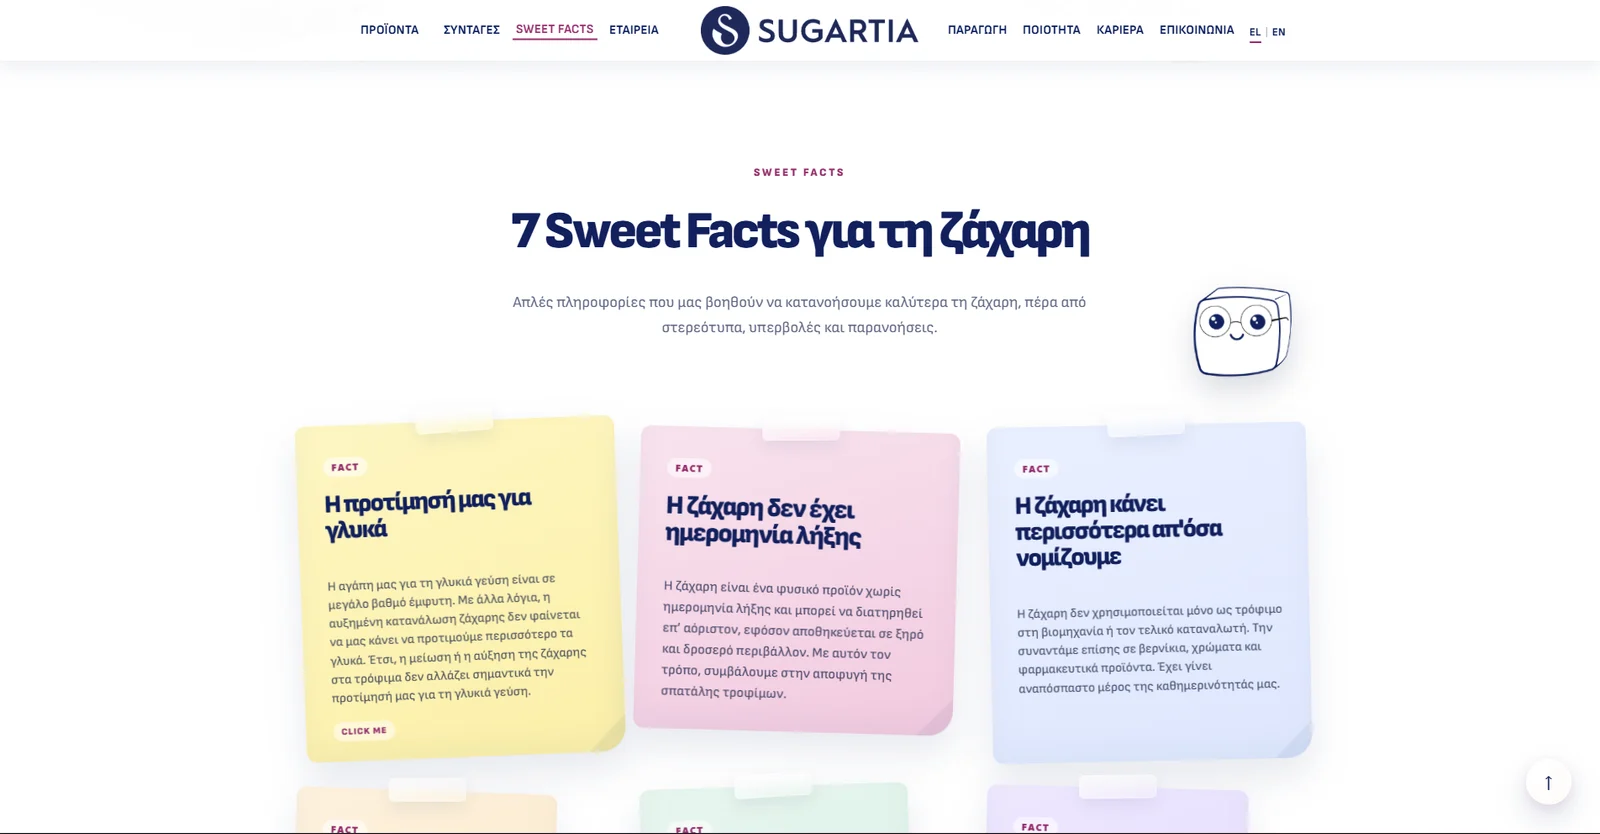 ΠΡΟΪΟΝΤΑ ΣΥΝΤΑΓΕΣ SWEET FACTS ΕΤΑΙΡΕΙΑ SUGARTIA ΠΑΡΑΓΩΓΗ ΠΟΙΟΤΗΤΑ ΚΑΡΙΕΡΑ ΕΠΙΚΟΙΝΩΝΙΑ EL | EN
SWEET FACTS
7 Sweet Facts για τη ζάχαρη
Απλές πληροφορίες που μας βοηθούν να κατανοήσουμε καλύτερα τη ζάχαρη, πέρα από
στερεότυπα, υπερβολές και παρανοήσεις.
FACT
Η προτίμησή μας για
γλυκά
Η αγάπη μας για τη γλυκιά γεύση είναι σε
μεγάλο βαθμό έμφυτη. Με άλλα λόγια, η
αυξημένη κατανάλωση ζάχαρης δεν φαίνεται
να μας κάνει να προτιμούμε περισσότερο τα
γλυκά. Έτσι, η μείωση ή η αύξηση της ζάχαρης
στα τρόφιμα δεν αλλάζει σημαντικά την
προτίμησή μας για τη γλυκιά γεύση.
CLICK ME
FACT
Η ζάχαρη δεν έχει
ημερομηνία λήξης
Η ζάχαρη είναι ένα φυσικό προϊόν χωρίς
ημερομηνία λήξης και μπορεί να διατηρηθεί
επ' αόριστον, εφόσον αποθηκεύεται σε ξηρό
και δροσερό περιβάλλον. Με αυτόν τον
τρόπο, συμβάλουμε στην αποφυγή της
σπατάλης τροφίμων.
FACT
Η ζάχαρη κάνει
περισσότερα απ'όσα
νομίζουμε
Η ζάχαρη δεν χρησιμοποιείται μόνο ως τρόφιμο
στη βιομηχανία ή τον τελικό καταναλωτή. Την
συναντάμε επίσης σε βερνίκια, χρώματα και
φαρμακευτικά προϊόντα. Έχει γίνει
αναπόσπαστο μέρος της καθημερινότητάς μας.
FACT
FACT
FACT